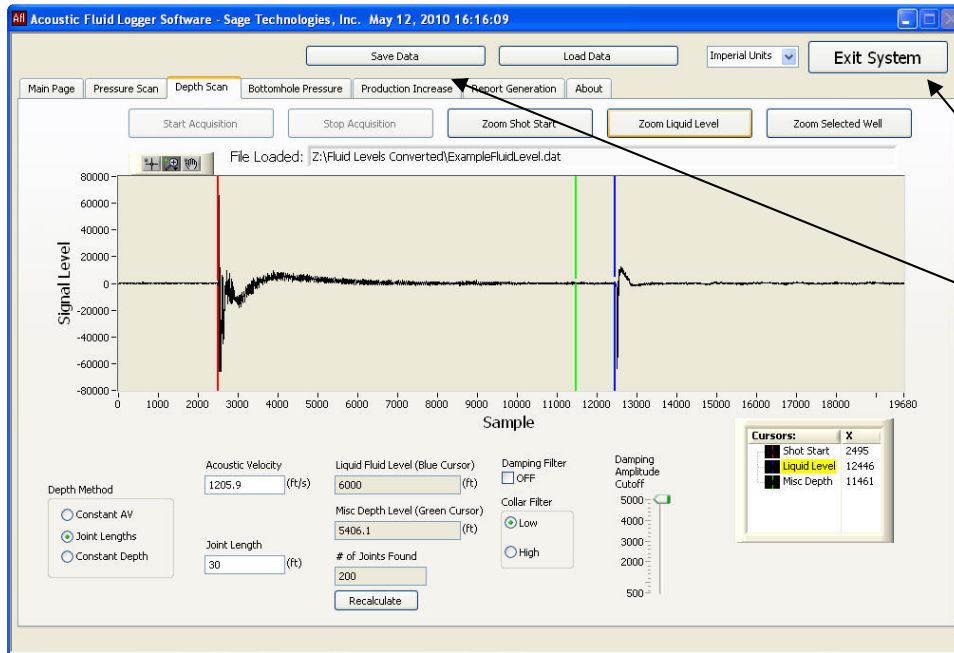 Afl Acoustic Fluid Logger Software - Sage Technologies, Inc. May 12, 2010 16:16:09
Save Data Load Data Imperial Units Exit System
Main Page Pressure Scan Depth Scan Bottomhole Pressure Production Increase Report Generation About
Start Acquisition Stop Acquisition Zoom Shot Start Zoom Liquid Level Zoom Selected Well
File Loaded: Z:\Fluid Levels Converted\ExampleFluidLevel.dat
Signal Level
80000
60000
40000
20000
0
-20000
-40000
-60000
-80000
0 1000 2000 3000 4000 5000 6000 7000 8000 9000 10000 11000 12000 13000 14000 15000 16000 17000 18000 19680
Sample
Cursors: X
Shot Start 2495
Liquid Level 12446
Misc Depth 11461
Depth Method
Constant AV
Joint Lengths
Constant Depth
Acoustic Velocity
1205.9 (ft/s)
Joint Length
30 (ft)
Liquid Fluid Level (Blue Cursor)
6000 (ft)
Misc Depth Level (Green Cursor)
5406.1 (ft)
# of Joints Found
200
Recalculate
Damping Filter
OFF
Collar Filter
Low
High
Damping
Amplitude
Cutoff
5000
4000
3000
2000
500